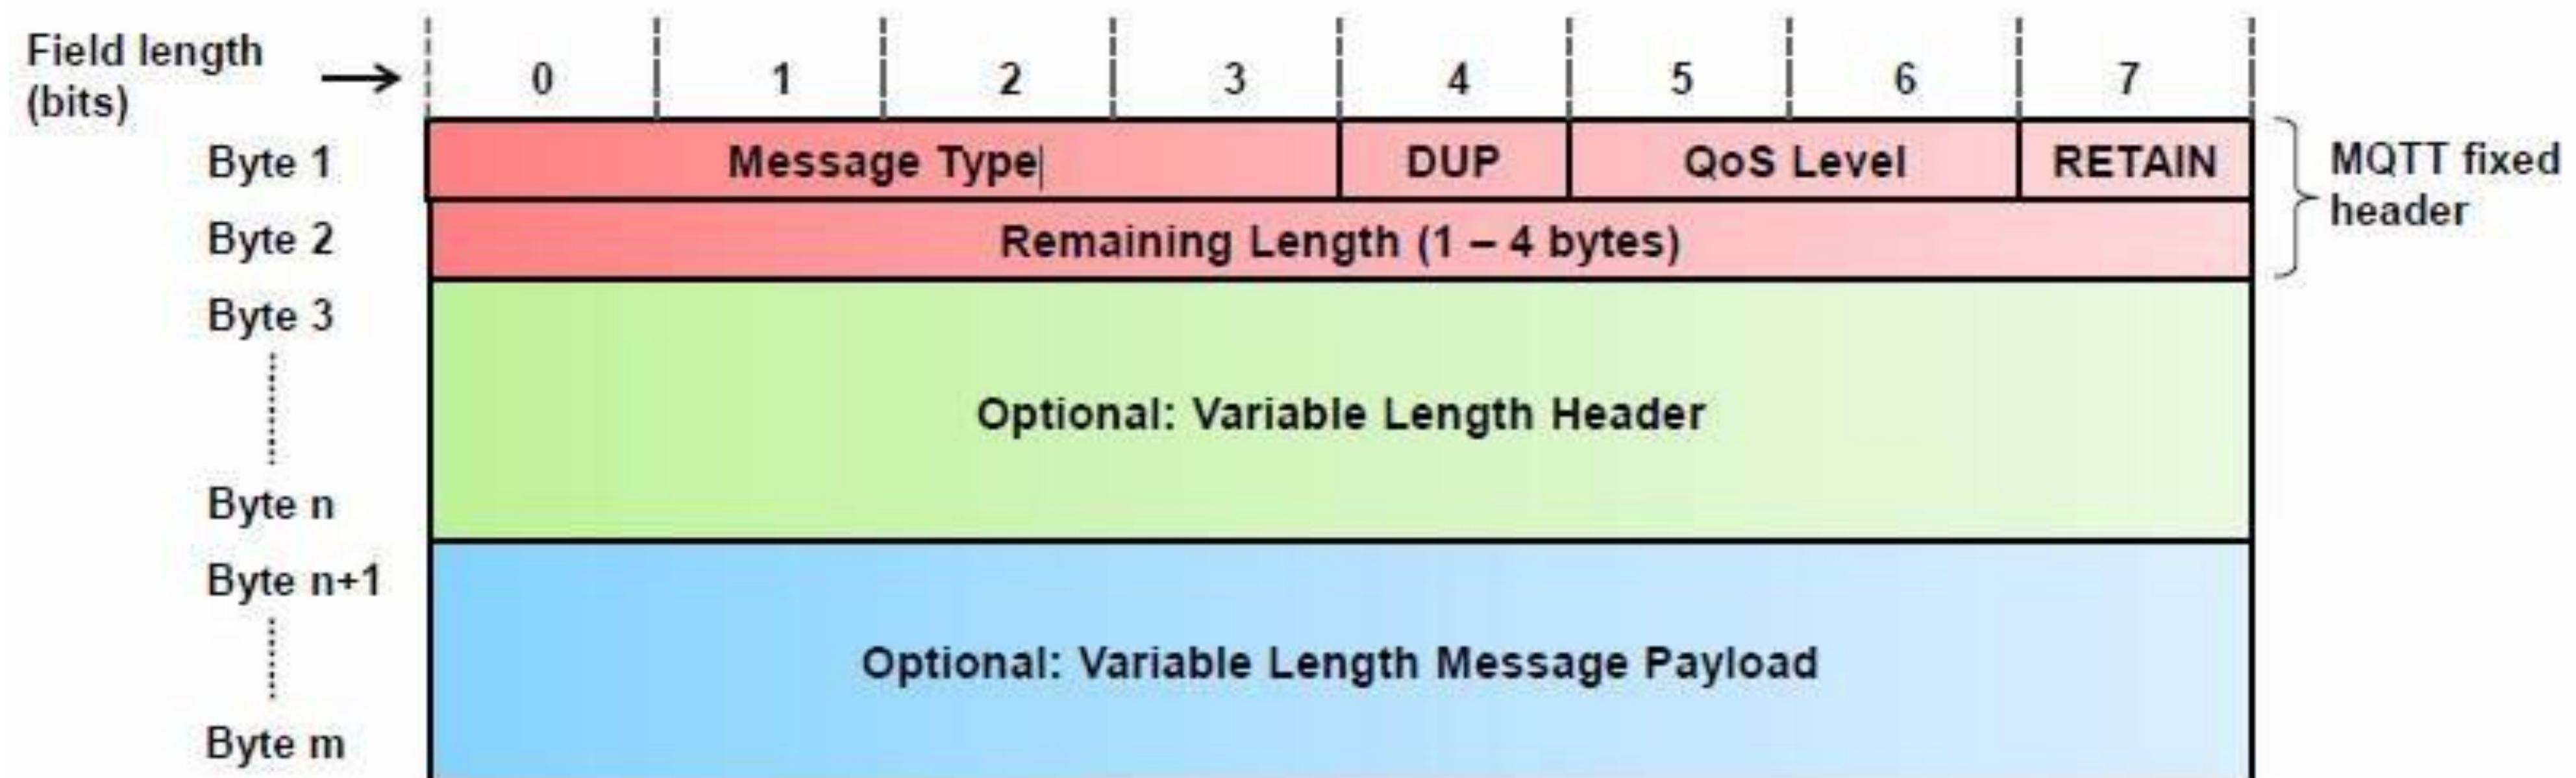 Field length
(bits)
0 1 2 3 4 5 6 7
Byte 1
Message Type
DUP
QoS Level
RETAIN
MQTT fixed
header
Byte 2
Remaining Length (1 – 4 bytes)
Byte 3
Optional: Variable Length Header
Byte n
Byte n+1
Optional: Variable Length Message Payload
Byte m